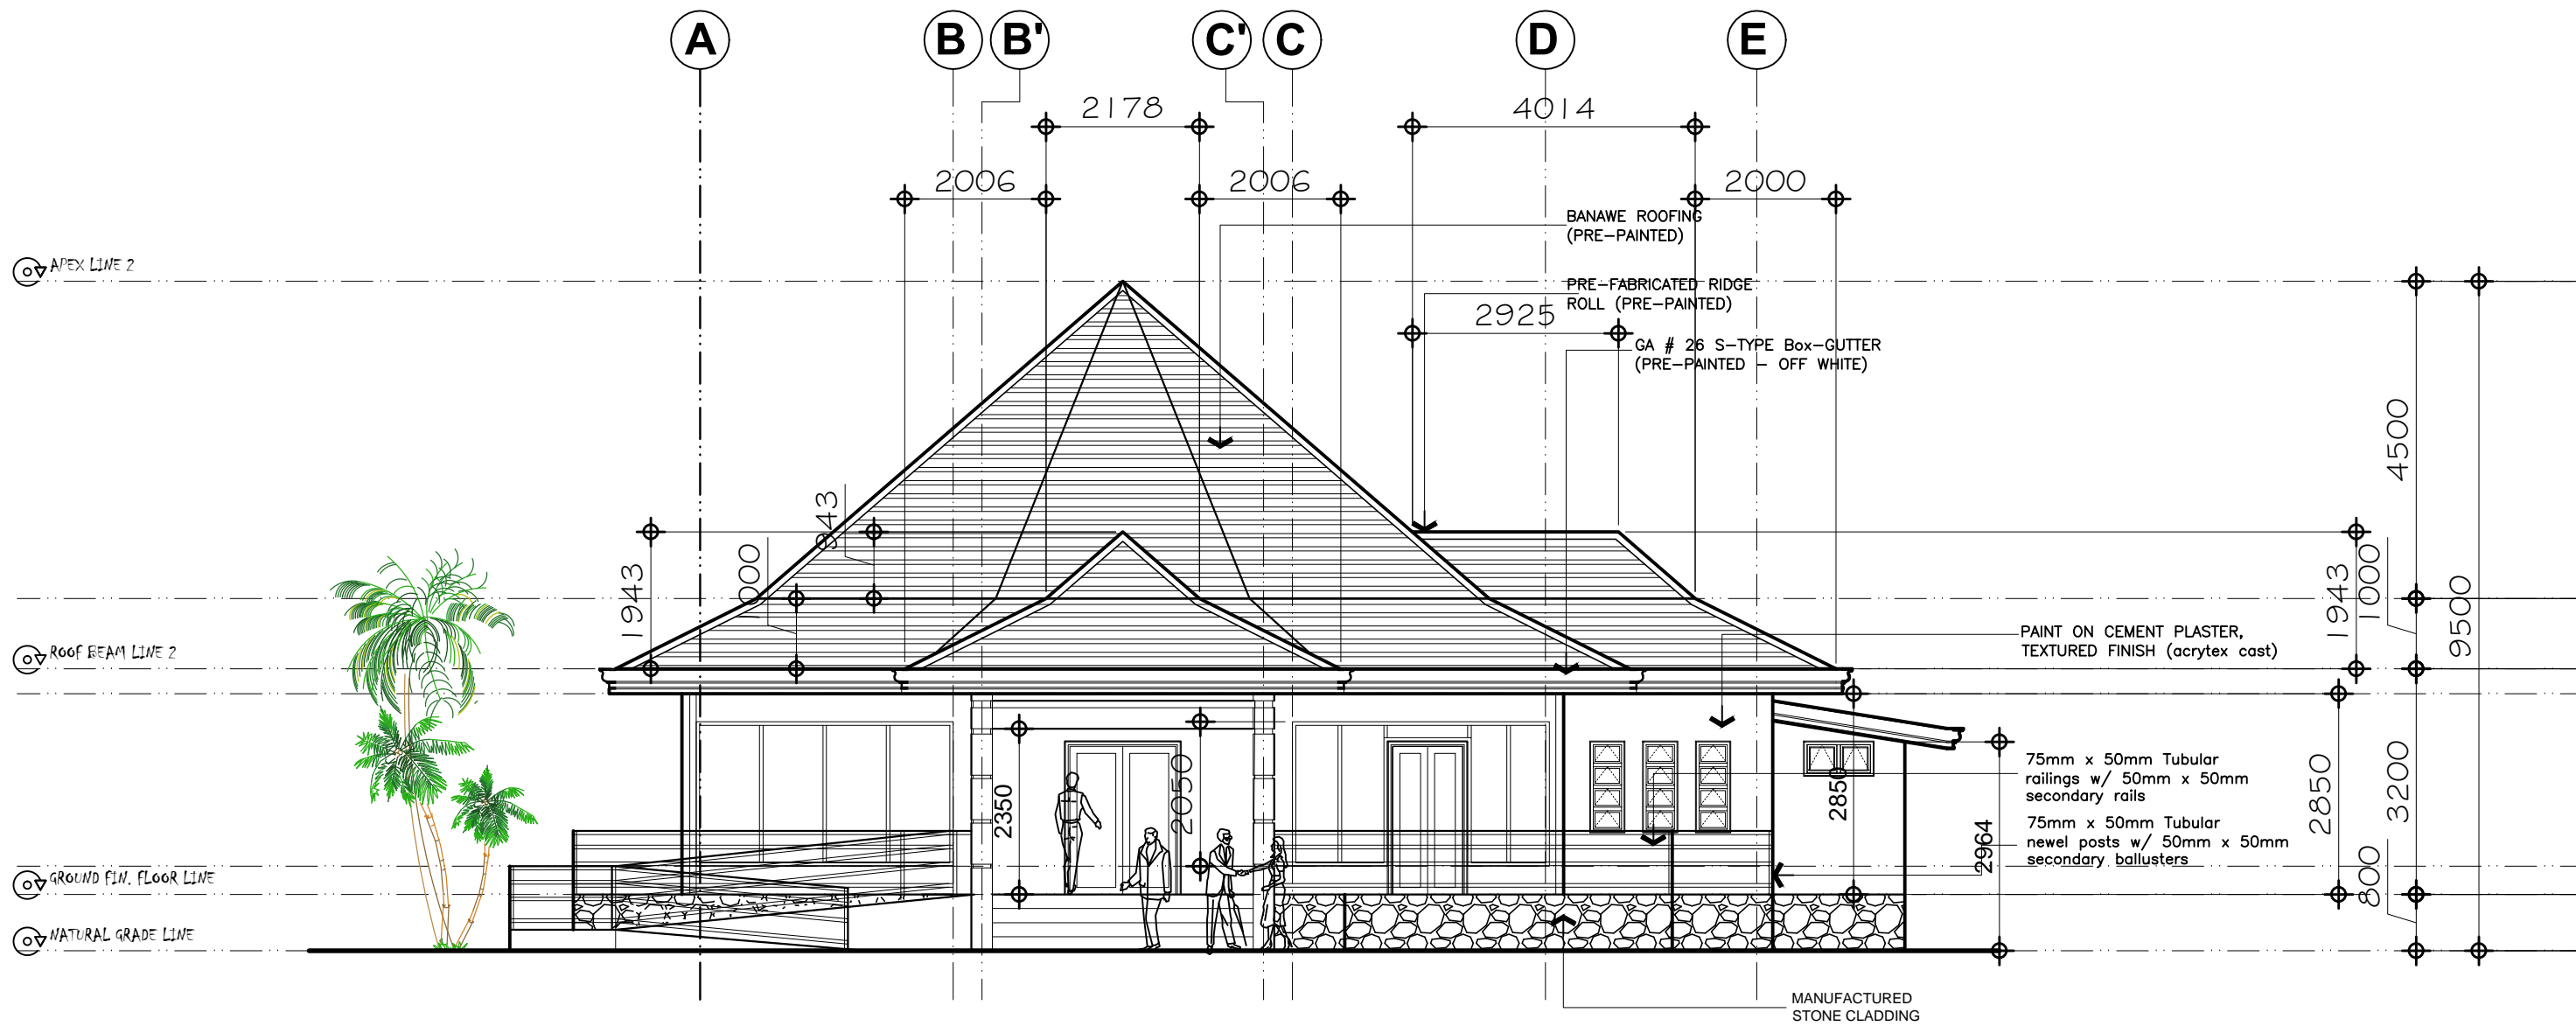 A
B
B'
C'
C
D
E
2178
4014
2006
2006
2000
BANAWE ROOFING
(PRE-PAINTED)
APEX LINE 2
PRE-FABRICATED RIDGE
ROLL (PRE-PAINTED)
2925
GA # 26 S-TYPE Box-GUTTER
(PRE-PAINTED - OFF WHITE)
4500
943
1943
1000
1943
1000
9500
PAINT ON CEMENT PLASTER,
TEXTURED FINISH (acrytex cast)
ROOF BEAM LINE 2
2350
2050
2850
2964
75mm x 50mm Tubular
railings w/ 50mm x 50mm
secondary rails
75mm x 50mm Tubular
newel posts w/ 50mm x 50mm
secondary ballusters
2850
3200
800
GROUND FIN. FLOOR LINE
NATURAL GRADE LINE
MANUFACTURED
STONE CLADDING